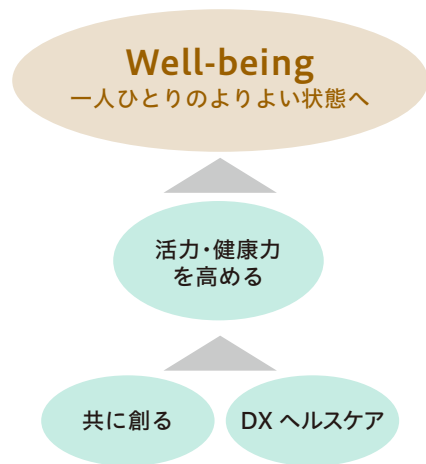 Well-being
一人ひとりのよりよい状態へ
活力・健康力
を高める
共に創る
DX ヘルスケア